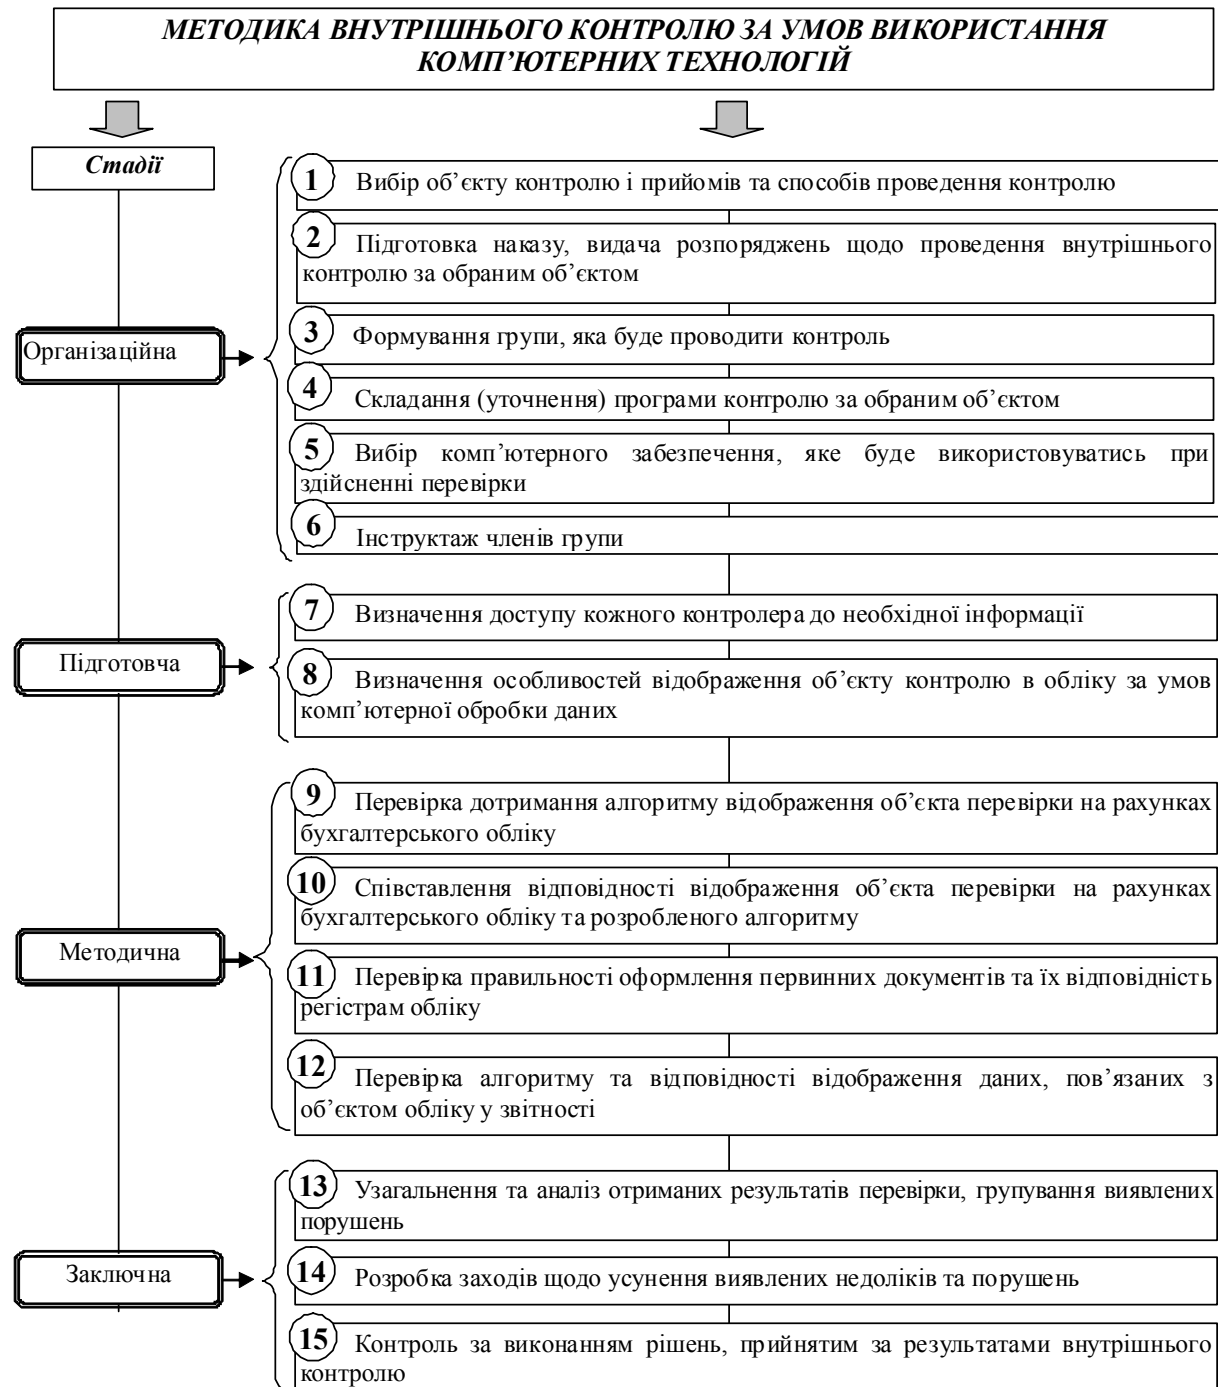 МЕТОДИКА ВНУТРІШНЬОГО КОНТРОЛЮ ЗА УМОВ ВИКОРИСТАННЯ
КОМП’ЮТЕРНИХ ТЕХНОЛОГІЙ
Стадії
1 Вибір об’єкту контролю і прийомів та способів проведення контролю
2 Підготовка наказу, видача розпоряджень щодо проведення внутрішнього
контролю за обраним об’єктом
Організаційна
3 Формування групи, яка буде проводити контроль
4 Складання (уточнення) програми контролю за обраним об’єктом
5 Вибір комп’ютерного забезпечення, яке буде використовуватись при
здійсненні перевірки
6 Інструктаж членів групи
Підготовча
7 Визначення доступу кожного контролера до необхідної інформації
8 Визначення особливостей відображення об’єкту контролю в обліку за умов
комп’ютерної обробки даних
Методична
9 Перевірка дотримання алгоритму відображення об’єкта перевірки на рахунках
бухгалтерського обліку
10 Співставлення відповідності відображення об’єкта перевірки на рахунках
бухгалтерського обліку та розробленого алгоритму
11 Перевірка правильності оформлення первинних документів та їх відповідність
регістрам обліку
12 Перевірка алгоритму та відповідності відображення даних, пов’язаних з
об’єктом обліку у звітності
Заключна
13 Узагальнення та аналіз отриманих результатів перевірки, групування виявлених
порушень
14 Розробка заходів щодо усунення виявлених недоліків та порушень
15 Контроль за виконанням рішень, прийнятим за результатами внутрішнього
контролю